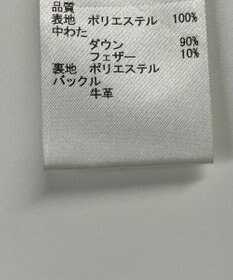 品質
表地 ポリエステル 100%
中わた
ダウン 90%
フェザー 10%
裏地 ポリエステル
バックル
牛革